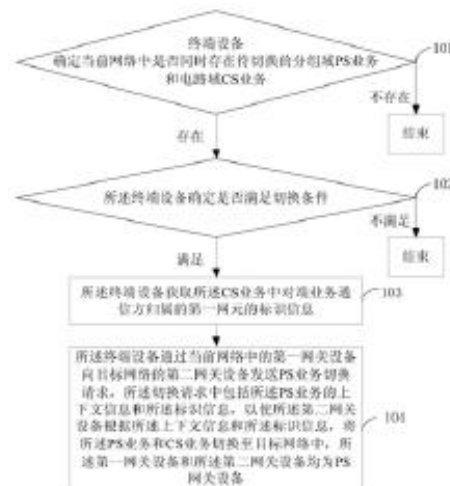 终端设备
确定当前网络中是否同时存在待切换的分组域PS业务
和电路域CS业务
101
不存在
结束
存在
所述终端设备确定是否满足切换条件
102
不满足
结束
满足
所述终端设备获取所述CS业务中对端业务通
信方归属的第一网元的标识信息
103
所述终端设备通过当前网络中的第一网关设备
向目标网络的第二网关设备发送PS业务切换
请求，所述切换请求中包括所述PS业务的上
下文信息和所述标识信息，以使所述第二网关
设备根据所述上下文信息和所述标识信息，将
所述PS业务和CS业务切换至目标网络中，所
述第一网关设备和所述第二网关设备均为PS
网关设备
104